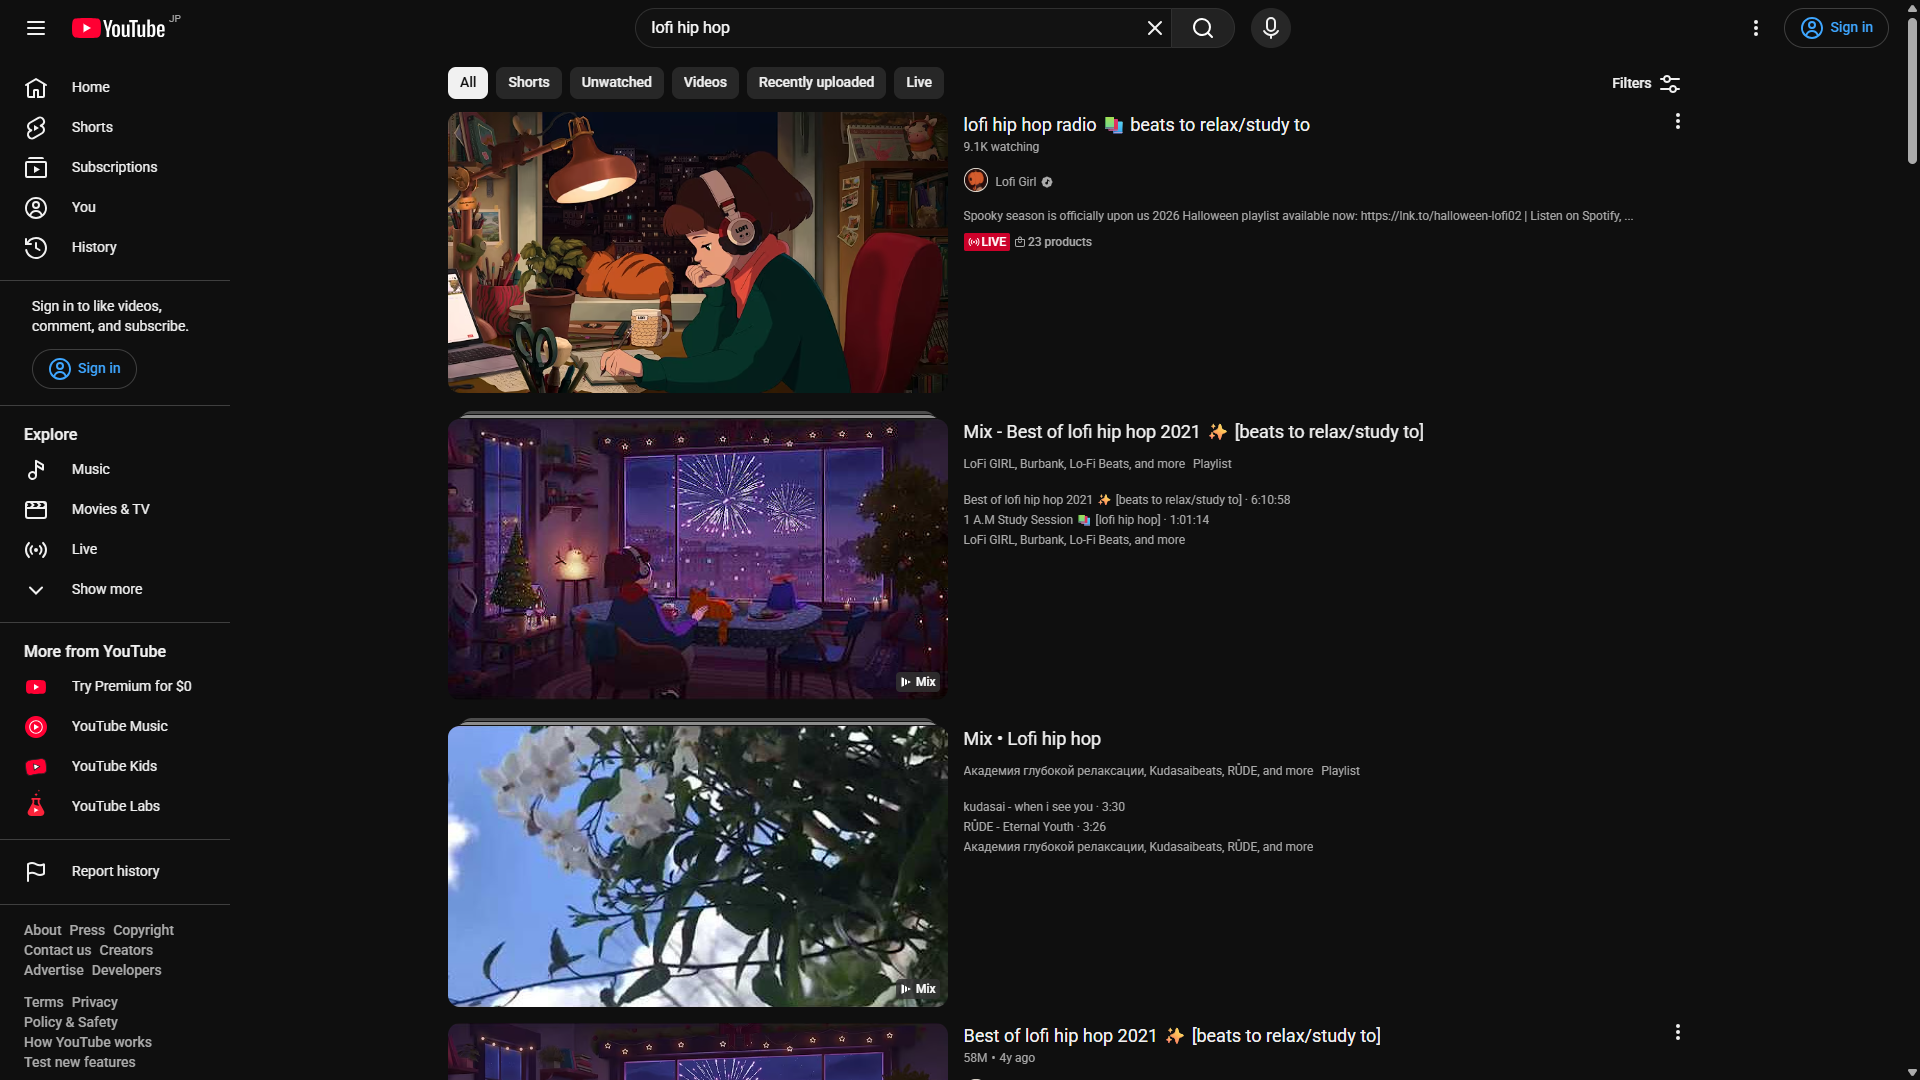 YouTube JP
lofi hip hop
Sign in
Home
Shorts
Subscriptions
You
History
Sign in to like videos,
comment, and subscribe.
Sign in
Explore
Music
Movies & TV
Live
Show more
More from YouTube
Try Premium for $0
YouTube Music
YouTube Kids
YouTube Labs
Report history
About Press Copyright
Contact us Creators
Advertise Developers
Terms Privacy
Policy & Safety
How YouTube works
Test new features
All Shorts Unwatched Videos Recently uploaded Live
Filters
lofi hip hop radio 📚 beats to relax/study to
9.1K watching
Lofi Girl
Spooky season is officially upon us 2026 Halloween playlist available now: https://lnk.to/halloween-lofi02 | Listen on Spotify, ...
LIVE 23 products
Mix - Best of lofi hip hop 2021 ✨ [beats to relax/study to]
LoFi GIRL, Burbank, Lo-Fi Beats, and more Playlist
Best of lofi hip hop 2021 ✨ [beats to relax/study to] · 6:10:58
1 A.M Study Session 📚 [lofi hip hop] · 1:01:14
LoFi GIRL, Burbank, Lo-Fi Beats, and more
Mix
Mix • Lofi hip hop
Академия глубокой релаксации, Kudasaibeats, RŮDE, and more Playlist
kudasai - when i see you · 3:30
RŮDE - Eternal Youth · 3:26
Академия глубокой релаксации, Kudasaibeats, RŮDE, and more
Mix
Best of lofi hip hop 2021 ✨ [beats to relax/study to]
58M • 4y ago